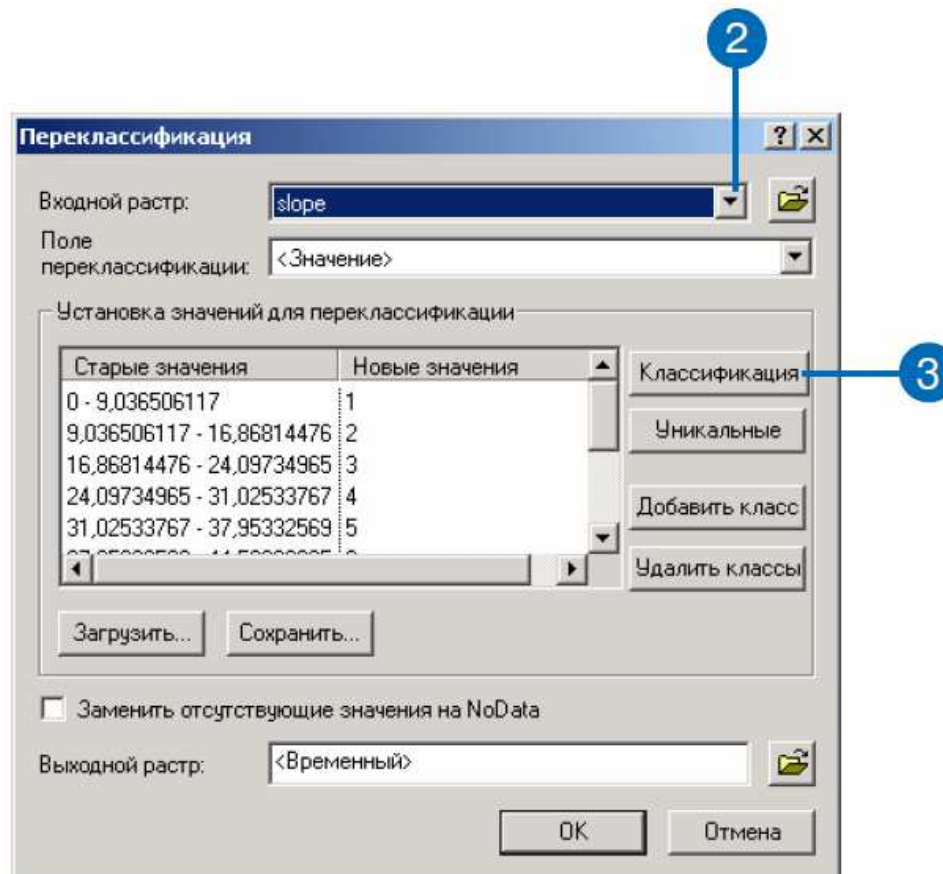 2
Переклассификация
Входной растр: slope
Поле
переклассификации: <Значение>
Установка значений для переклассификации
Старые значения Новые значения
0 - 9,036506117 1
9,036506117 - 16,86814476 2
16,86814476 - 24,09734965 3
24,09734965 - 31,02533767 4
31,02533767 - 37,95332569 5
Классификация 3
Уникальные
Добавить класс
Удалить классы
Загрузить... Сохранить...
Заменить отсутствующие значения на NoData
Выходной растр: <Временный>
OK Отмена